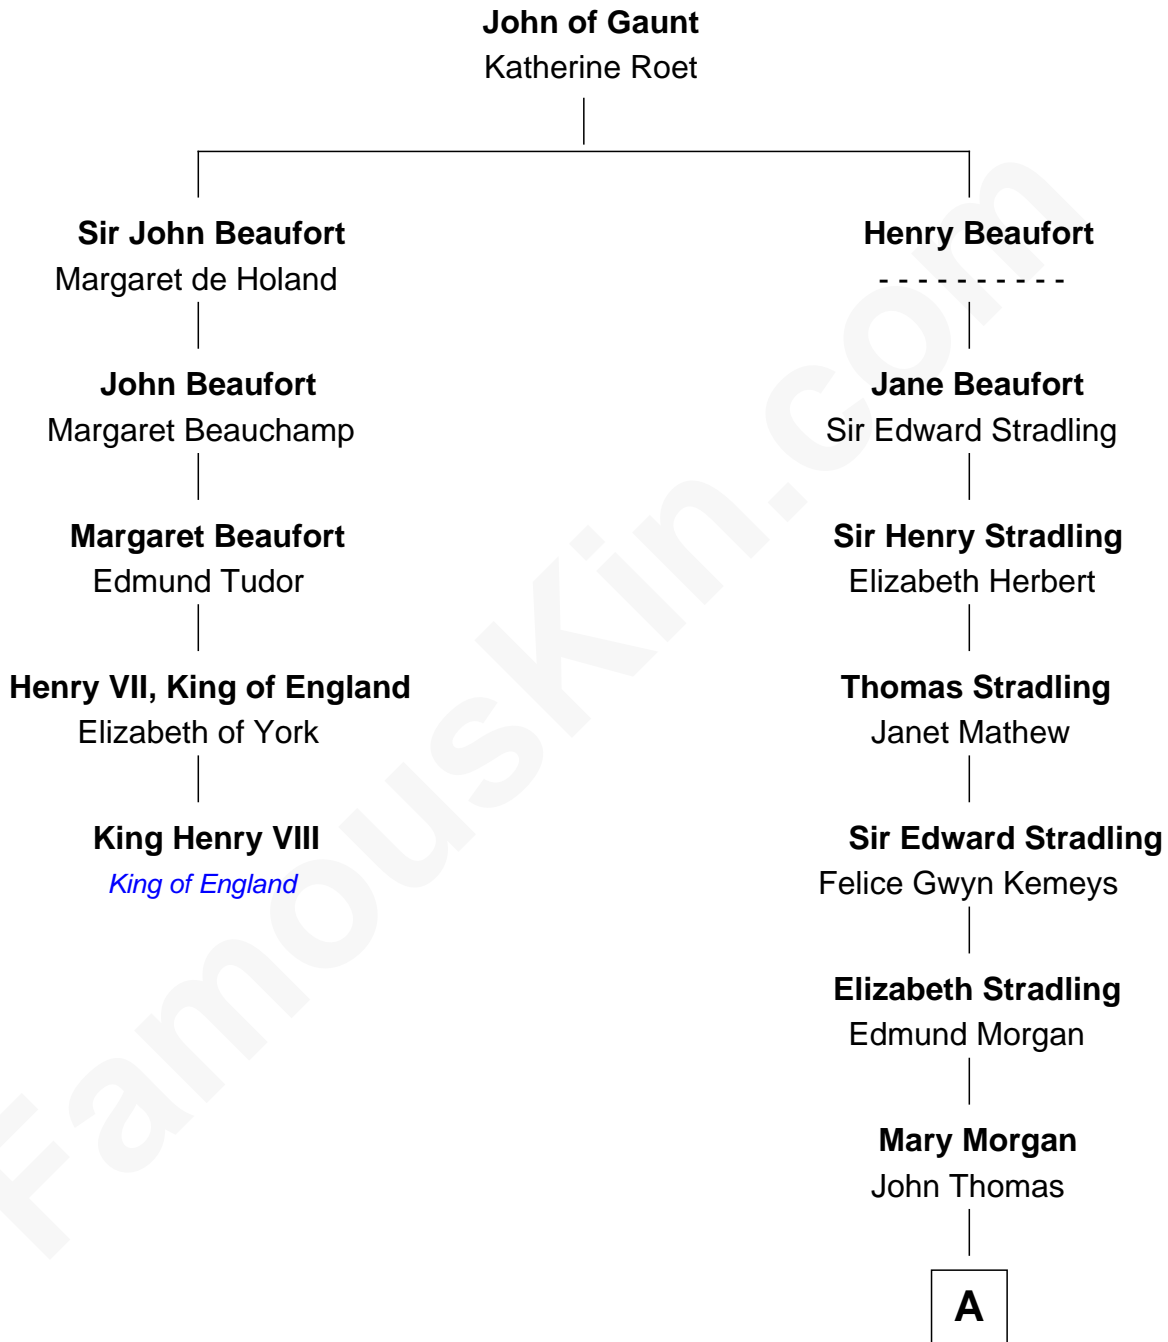 John of Gaunt
Katherine Roet
Sir John Beaufort
Margaret de Holand
John Beaufort
Margaret Beauchamp
Margaret Beaufort
Edmund Tudor
Henry VII, King of England
Elizabeth of York
King Henry VIII
King of England
Henry Beaufort
- - - - - - - - - -
Jane Beaufort
Sir Edward Stradling
Sir Henry Stradling
Elizabeth Herbert
Thomas Stradling
Janet Mathew
Sir Edward Stradling
Felice Gwyn Kemeys
Elizabeth Stradling
Edmund Morgan
Mary Morgan
John Thomas
A
FamousKin.com